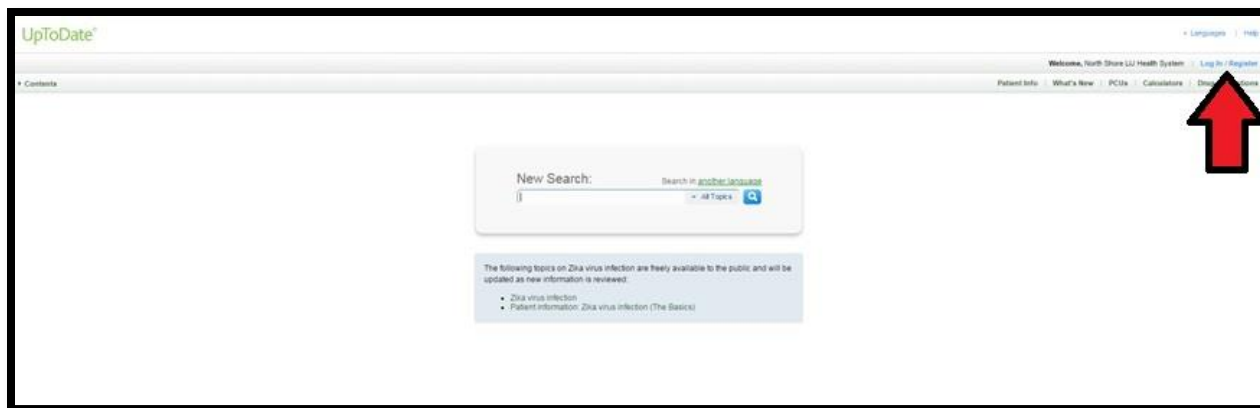 UpToDate®
Languages | Help
Welcome, North Shore LIJ Health System | Log In / Register
Contents
Patient Info | What's New | PCUs | Calculators | Drug
New Search:
Search in another language
All Topics
The following topics on Zika virus infection are freely available to the public and will be
updated as new information is reviewed:
• Zika virus infection
• Patient information: Zika virus infection (The Basics)